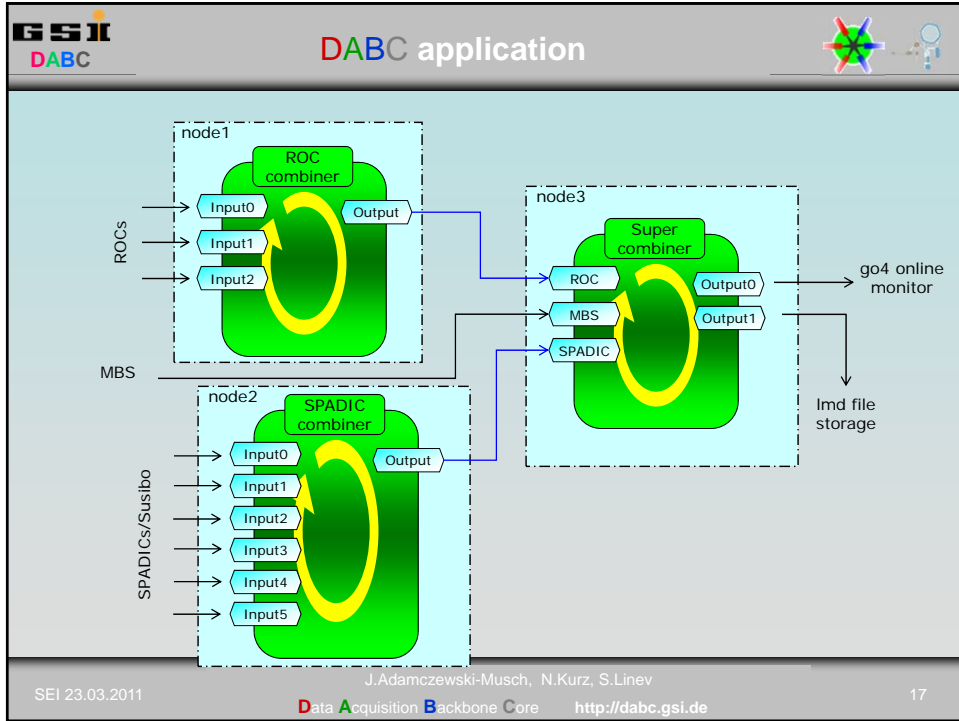 GSI
DABC
DABC application
node1
ROC
combiner
Input0
Input1
Input2
Output
ROCs
MBS
node2
SPADIC
combiner
Input0
Input1
Input2
Input3
Input4
Input5
Output
SPADICs/Susibo
node3
Super
combiner
ROC
MBS
SPADIC
Output0
Output1
go4 online
monitor
lmd file
storage
SEI 23.03.2011
J.Adamczewski-Musch, N.Kurz, S.Linev
Data Acquisition Backbone Core http://dabc.gsi.de
17